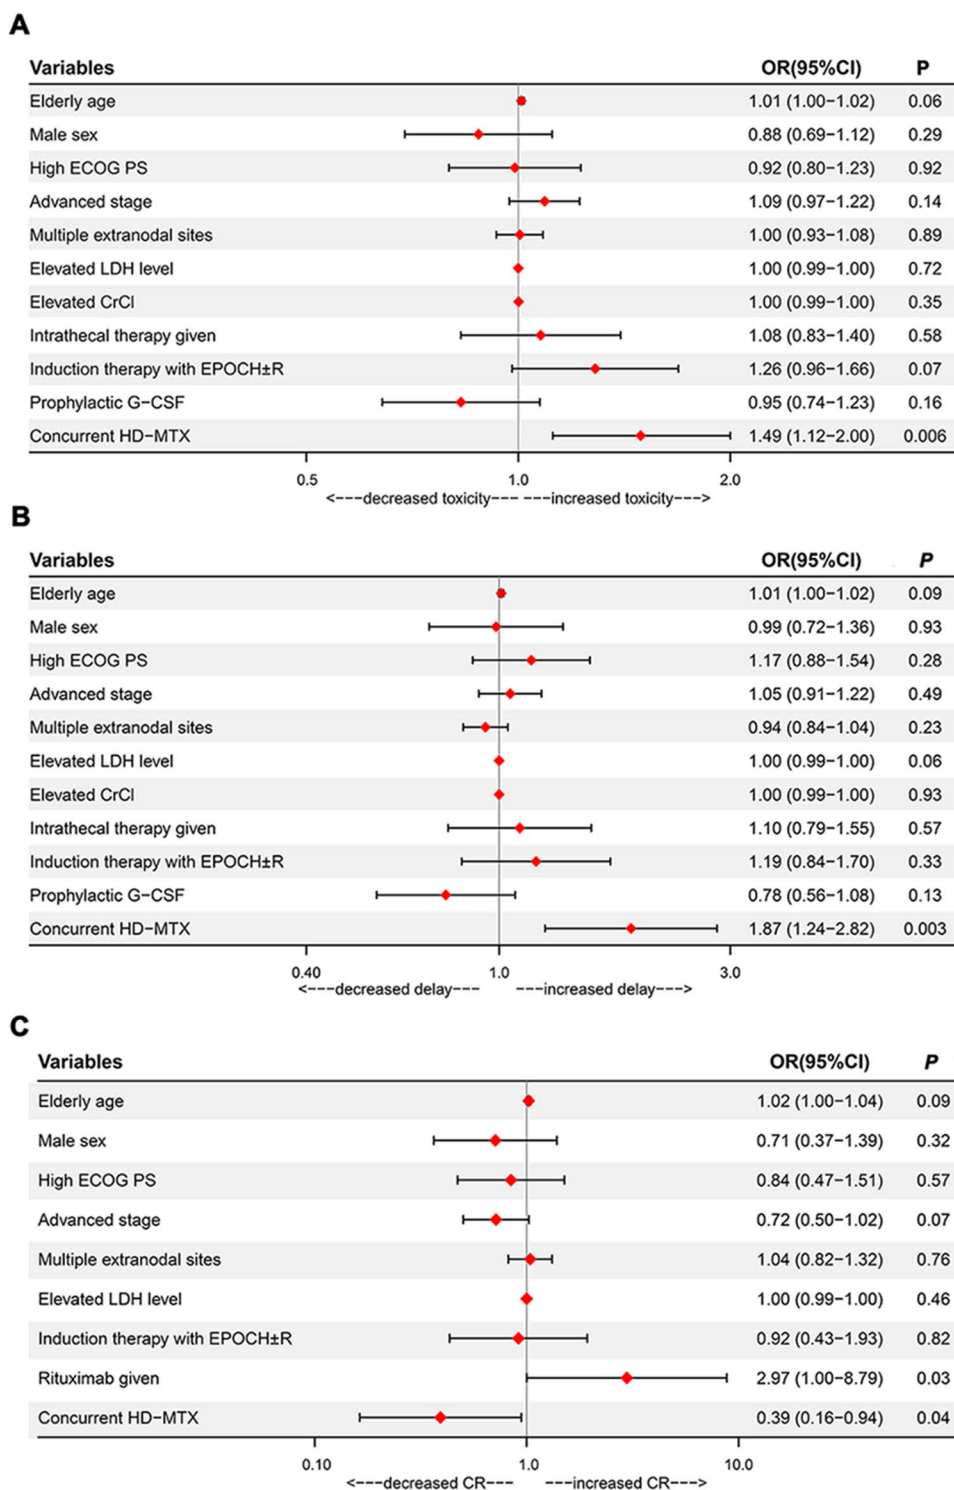 A
Variables OR(95%CI) P
Elderly age 1.01 (1.00−1.02) 0.06
Male sex 0.88 (0.69−1.12) 0.29
High ECOG PS 0.92 (0.80−1.23) 0.92
Advanced stage 1.09 (0.97−1.22) 0.14
Multiple extranodal sites 1.00 (0.93−1.08) 0.89
Elevated LDH level 1.00 (0.99−1.00) 0.72
Elevated CrCl 1.00 (0.99−1.00) 0.35
Intrathecal therapy given 1.08 (0.83−1.40) 0.58
Induction therapy with EPOCH±R 1.26 (0.96−1.66) 0.07
Prophylactic G−CSF 0.95 (0.74−1.23) 0.16
Concurrent HD−MTX 1.49 (1.12−2.00) 0.006
0.5 1.0 2.0
<---decreased toxicity---- ----increased toxicity--->
B
Variables OR(95%CI) P
Elderly age 1.01 (1.00−1.02) 0.09
Male sex 0.99 (0.72−1.36) 0.93
High ECOG PS 1.17 (0.88−1.54) 0.28
Advanced stage 1.05 (0.91−1.22) 0.49
Multiple extranodal sites 0.94 (0.84−1.04) 0.23
Elevated LDH level 1.00 (0.99−1.00) 0.06
Elevated CrCl 1.00 (0.99−1.00) 0.93
Intrathecal therapy given 1.10 (0.79−1.55) 0.57
Induction therapy with EPOCH±R 1.19 (0.84−1.70) 0.33
Prophylactic G−CSF 0.78 (0.56−1.08) 0.13
Concurrent HD−MTX 1.87 (1.24−2.82) 0.003
0.40 1.0 3.0
<----decreased delay--- ----increased delay--->
C
Variables OR(95%CI) P
Elderly age 1.02 (1.00−1.04) 0.09
Male sex 0.71 (0.37−1.39) 0.32
High ECOG PS 0.84 (0.47−1.51) 0.57
Advanced stage 0.72 (0.50−1.02) 0.07
Multiple extranodal sites 1.04 (0.82−1.32) 0.76
Elevated LDH level 1.00 (0.99−1.00) 0.46
Induction therapy with EPOCH±R 0.92 (0.43−1.93) 0.82
Rituximab given 2.97 (1.00−8.79) 0.03
Concurrent HD−MTX 0.39 (0.16−0.94) 0.04
0.10 1.0 10.0
<----decreased CR--- ----increased CR--->